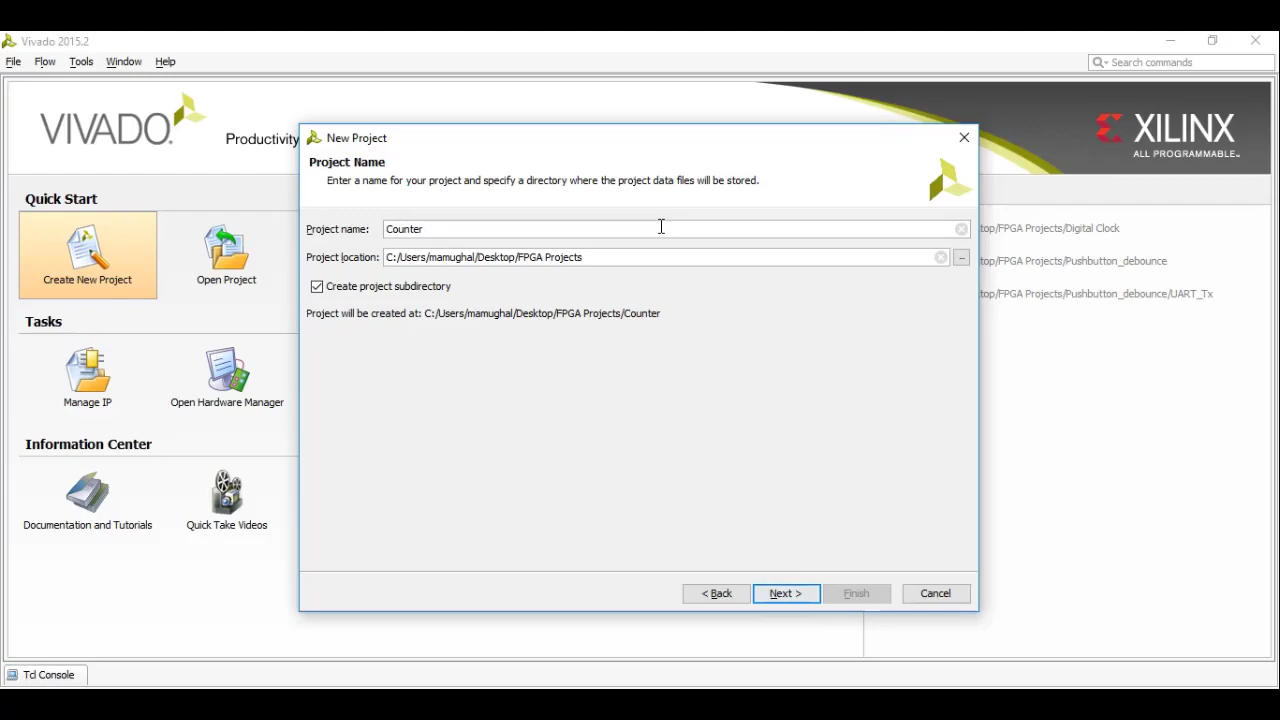 Vivado 2015.2
File Flow Tools Window Help
Search commands
VIVADO.
Productivity
XILINX
ALL PROGRAMMABLE
New Project
Project Name
Enter a name for your project and specify a directory where the project data files will be stored.
Project name: Counter
Project location: C:/Users/mamughal/Desktop/FPGA Projects
Create project subdirectory
Project will be created at: C:/Users/mamughal/Desktop/FPGA Projects/Counter
< Back Next > Finish Cancel
Quick Start
Create New Project Open Project
Tasks
Manage IP Open Hardware Manager
Information Center
Documentation and Tutorials Quick Take Videos
top/FPGA Projects/Digital Clock
top/FPGA Projects/Pushbutton_debounce
top/FPGA Projects/Pushbutton_debounce/UART_Tx
Tcl Console